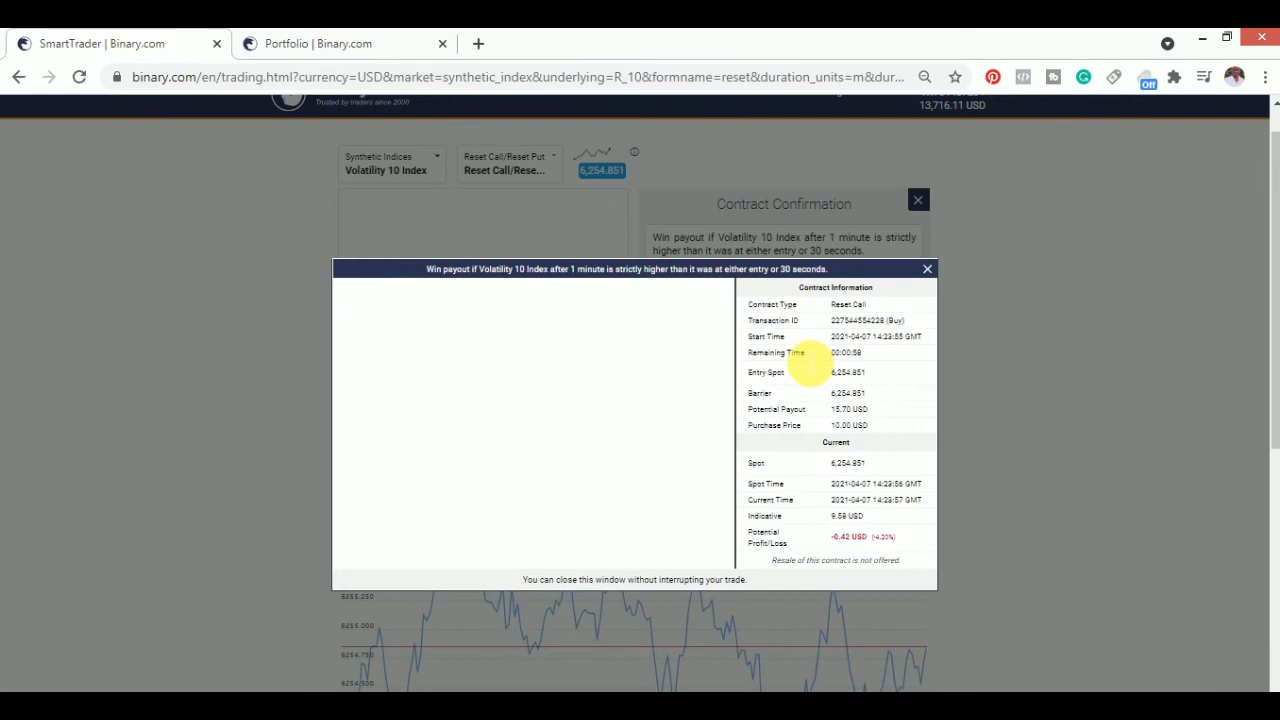 SmartTrader | Binary.com
Portfolio | Binary.com
binary.com/en/trading.html?currency=USD&market=synthetic_index&underlying=R_10&formname=reset&duration_units=m&dur...
Off
Trusted by traders since 2000
13,716.11 USD
Synthetic Indices
Volatility 10 Index
Reset Call/Reset Put
Reset Call/Rese...
6,254.851
Contract Confirmation
Win payout if Volatility 10 Index after 1 minute is strictly
higher than it was at either entry or 30 seconds.
Win payout if Volatility 10 Index after 1 minute is strictly higher than it was at either entry or 30 seconds.
Contract Information
Contract Type Reset Call
Transaction ID 227544554228 (Buy)
Start Time 2021-04-07 14:23:55 GMT
Remaining Time 00:00:58
Entry Spot 6,254.851
Barrier 6,254.851
Potential Payout 15.70 USD
Purchase Price 10.00 USD
Current
Spot 6,254.851
Spot Time 2021-04-07 14:23:56 GMT
Current Time 2021-04-07 14:23:57 GMT
Indicative 9.58 USD
Potential
Profit/Loss -0.42 USD (-4.20%)
Resale of this contract is not offered.
You can close this window without interrupting your trade.
6255.250
6255.000
6254.750
6254.500